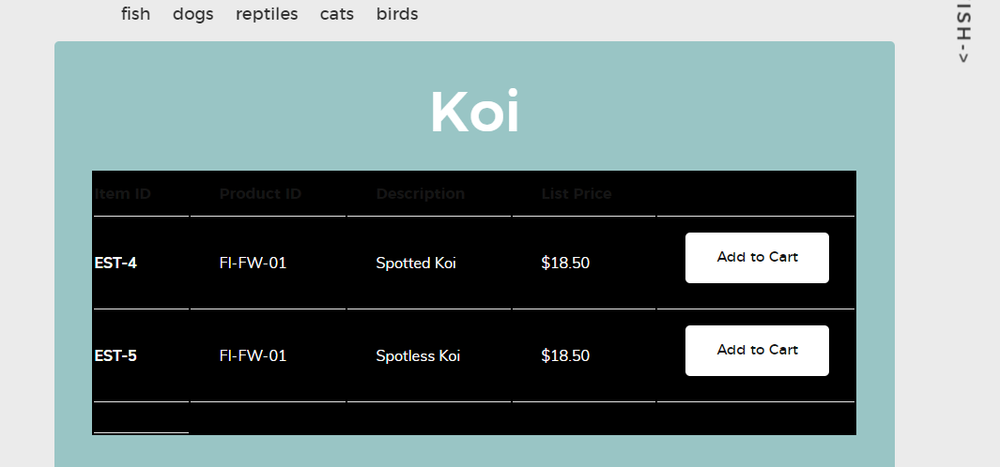 fish dogs reptiles cats birds
ISH->
Koi
Item ID Product ID Description List Price
EST-4 FI-FW-01 Spotted Koi $18.50 Add to Cart
EST-5 FI-FW-01 Spotless Koi $18.50 Add to Cart